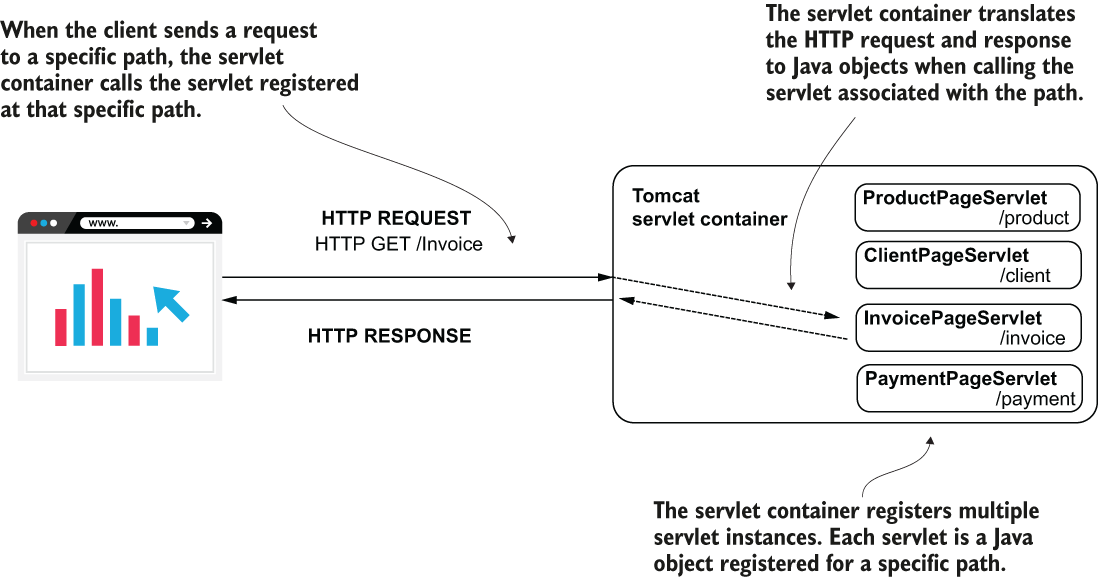 When the client sends a request
to a specific path, the servlet
container calls the servlet registered
at that specific path.
The servlet container translates
the HTTP request and response
to Java objects when calling the
servlet associated with the path.
www.
HTTP REQUEST
HTTP GET /Invoice
HTTP RESPONSE
Tomcat
servlet container
ProductPageServlet
/product
ClientPageServlet
/client
InvoicePageServlet
/invoice
PaymentPageServlet
/payment
The servlet container registers multiple
servlet instances. Each servlet is a Java
object registered for a specific path.